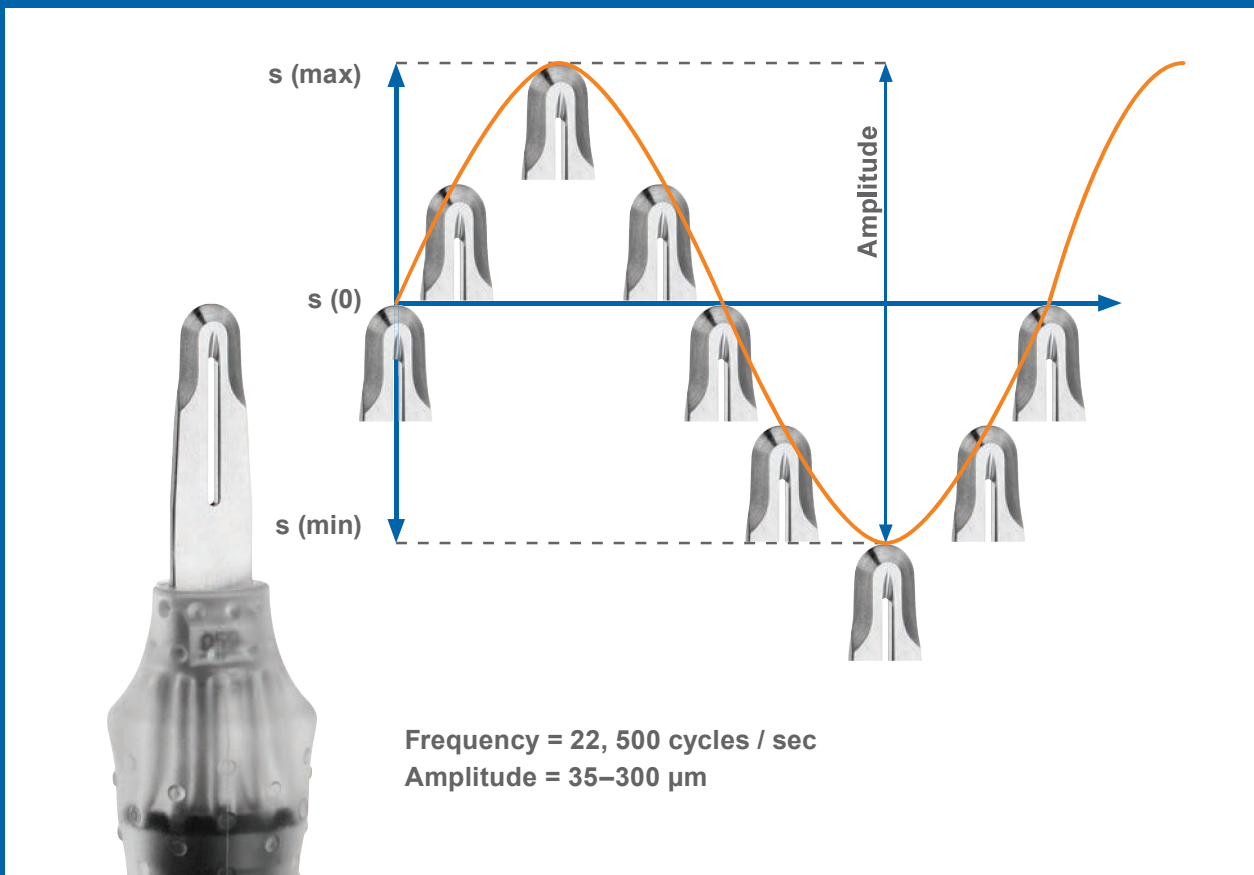 s (max)
Amplitude
s (0)
s (min)
Frequency = 22, 500 cycles / sec
Amplitude = 35–300 µm